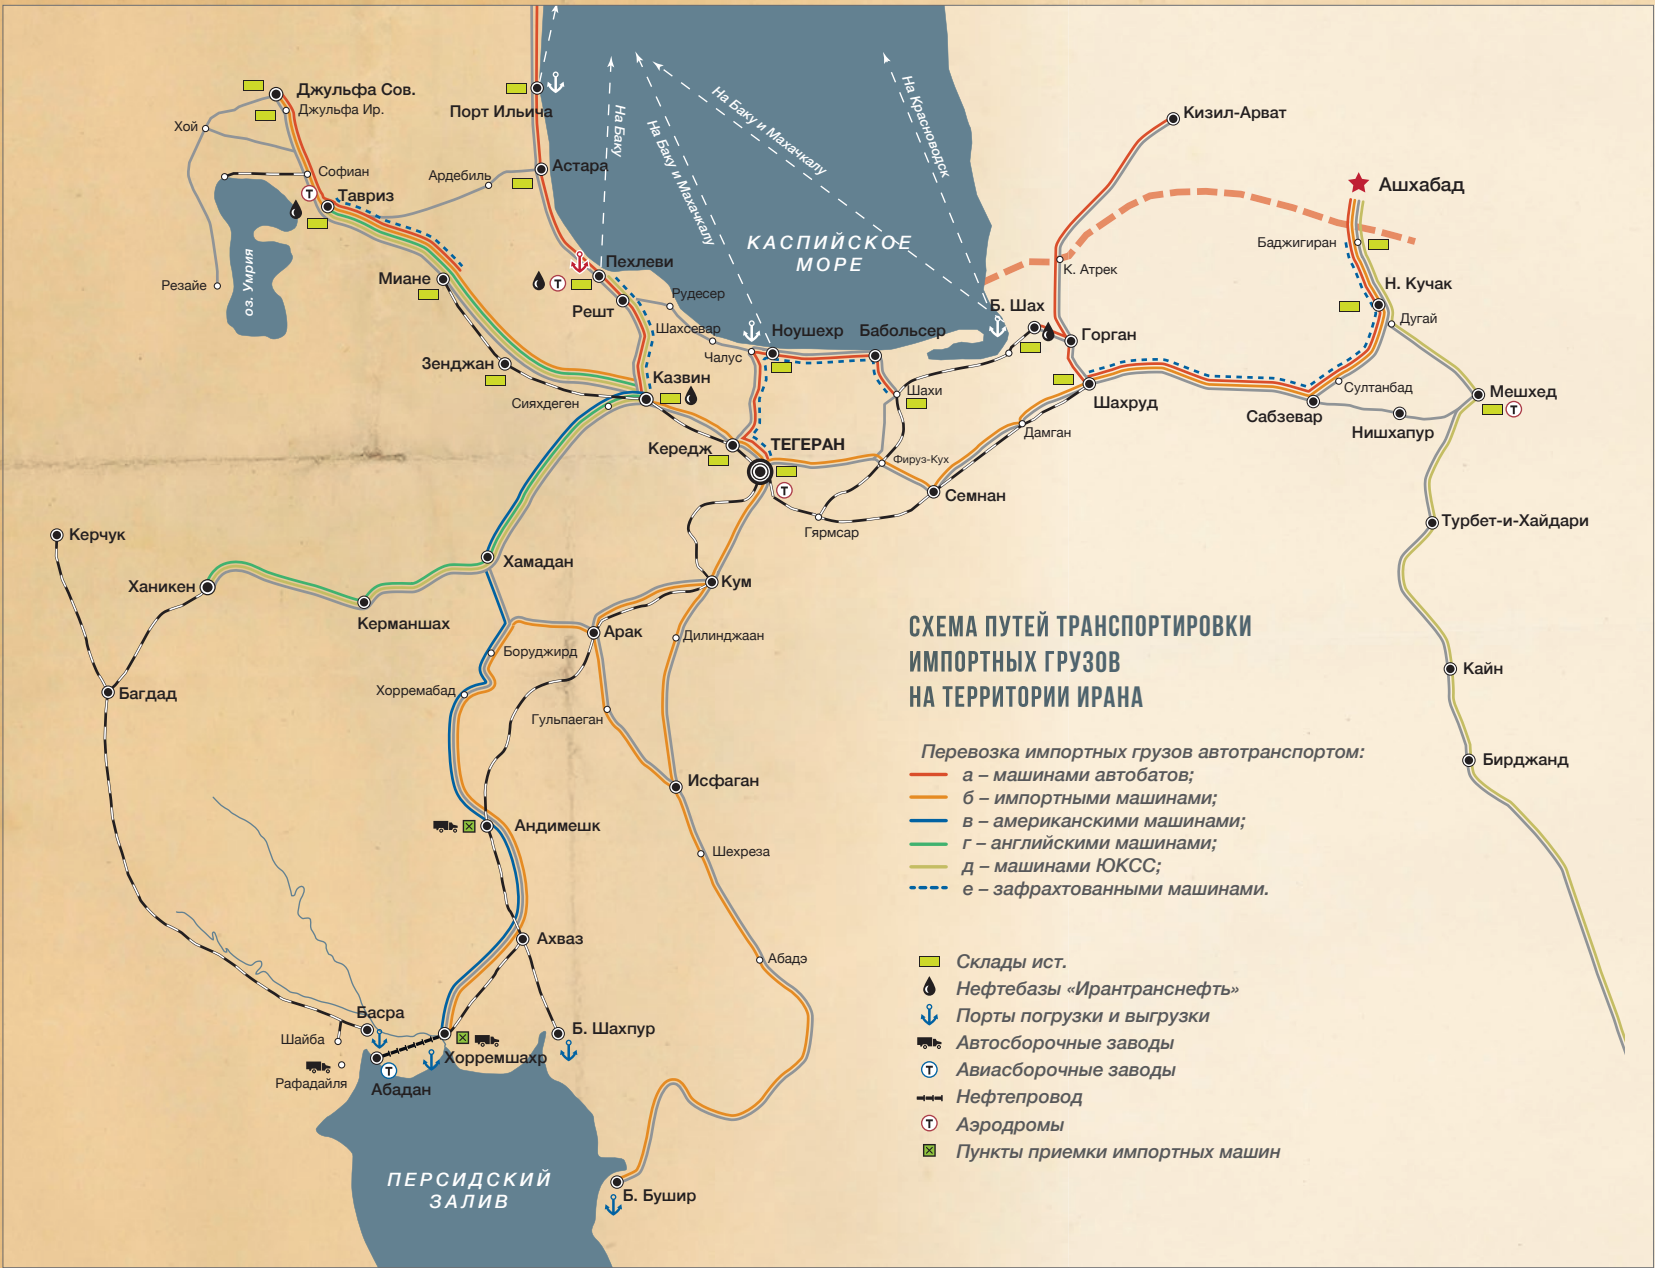 Джульфа Сов.
Джульфа Ир.
Хой
Софиан
Тавриз
Резайе
оз. Умрия
Порт Ильича
Ардебиль
Астара
На Баку
На Баку и Махачкалу
На Баку и Махачкалу
На Красноводск
КАСПИЙСКОЕ
МОРЕ
Кизил-Арват
Ашхабад
Баджигиран
К. Атрек
Миане
Пехлеви
Решт
Рудесер
Шахсевар
Чалус
Ноушехр
Бабольсер
Б. Шах
Горган
Н. Кучак
Дугай
Зенджан
Казвин
Сияхдеген
Шахи
Шахруд
Султанбад
Сабзевар
Нишхапур
Мешхед
Кередж
ТЕГЕРАН
Т
Т
Т
Т
Фируз-Кух
Дамган
Семнан
Гярмсар
Турбет-и-Хайдари
Керчук
Ханикен
Хамадан
Керманшах
Кум
Арак
Дилинджаан
Боруджирд
Хорремабад
Гульпаеган
Багдад
Исфаган
Кайн
Бирджанд
Андимешк
Шехреза
Ахваз
Абадэ
Басра
Шайба
Рафадайля
Т
Абадан
Хорремшахр
Б. Шахпур
ПЕРСИДСКИЙ
ЗАЛИВ
Б. Бушир
СХЕМА ПУТЕЙ ТРАНСПОРТИРОВКИ
ИМПОРТНЫХ ГРУЗОВ
НА ТЕРРИТОРИИ ИРАНА
Перевозка импортных грузов автотранспортом:
а – машинами автобатов;
б – импортными машинами;
в – американскими машинами;
г – английскими машинами;
д – машинами ЮКСС;
е – зафрахтованными машинами.
Склады ист.
Нефтебазы «Ирантранснефть»
Порты погрузки и выгрузки
Автосборочные заводы
Т Авиасборочные заводы
Нефтепровод
Т Аэродромы
Пункты приемки импортных машин